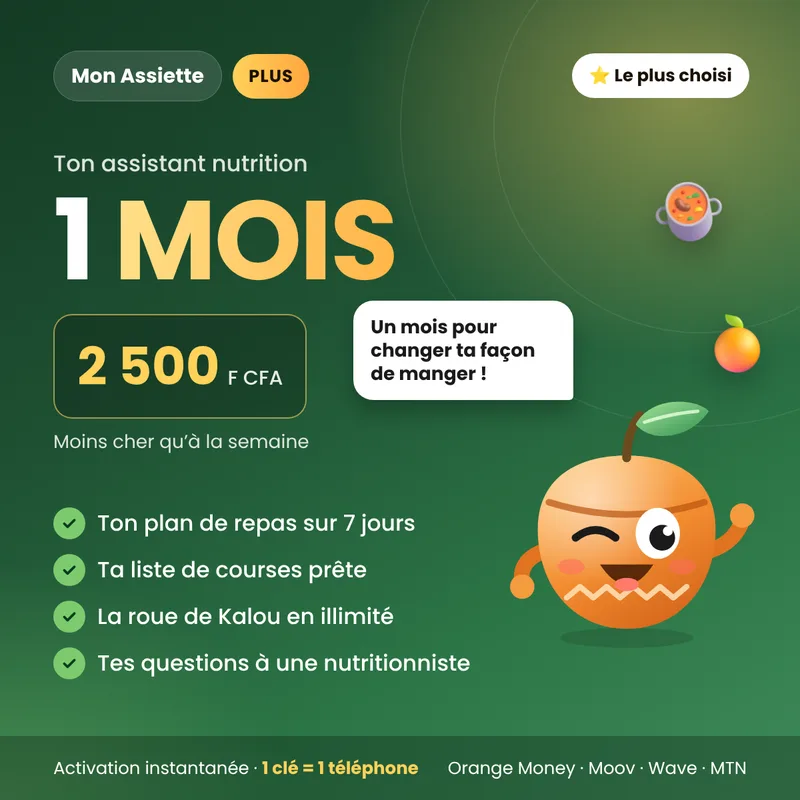 Mon Assiette
PLUS
⭐ Le plus choisi
Ton assistant nutrition
1 MOIS
2 500 F CFA
Moins cher qu’à la semaine
Un mois pour
changer ta façon
de manger !
Ton plan de repas sur 7 jours
Ta liste de courses prête
La roue de Kalou en illimité
Tes questions à une nutritionniste
Activation instantanée · 1 clé = 1 téléphone
Orange Money · Moov · Wave · MTN